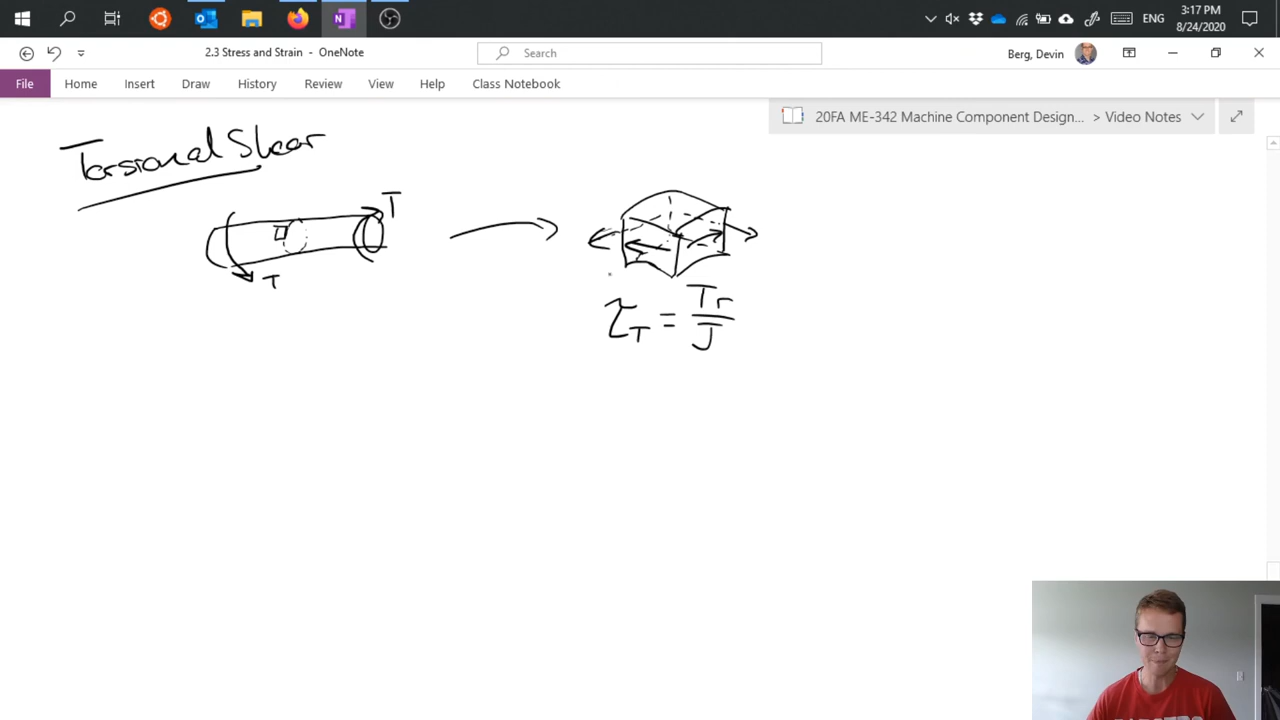 3:17 PM
ENG
8/24/2020
2.3 Stress and Strain - OneNote
Search
Berg, Devin
File Home Insert Draw History Review View Help Class Notebook
20FA ME-342 Machine Component Design... > Video Notes
Torsional Shear
T
T
τT = Tr/J